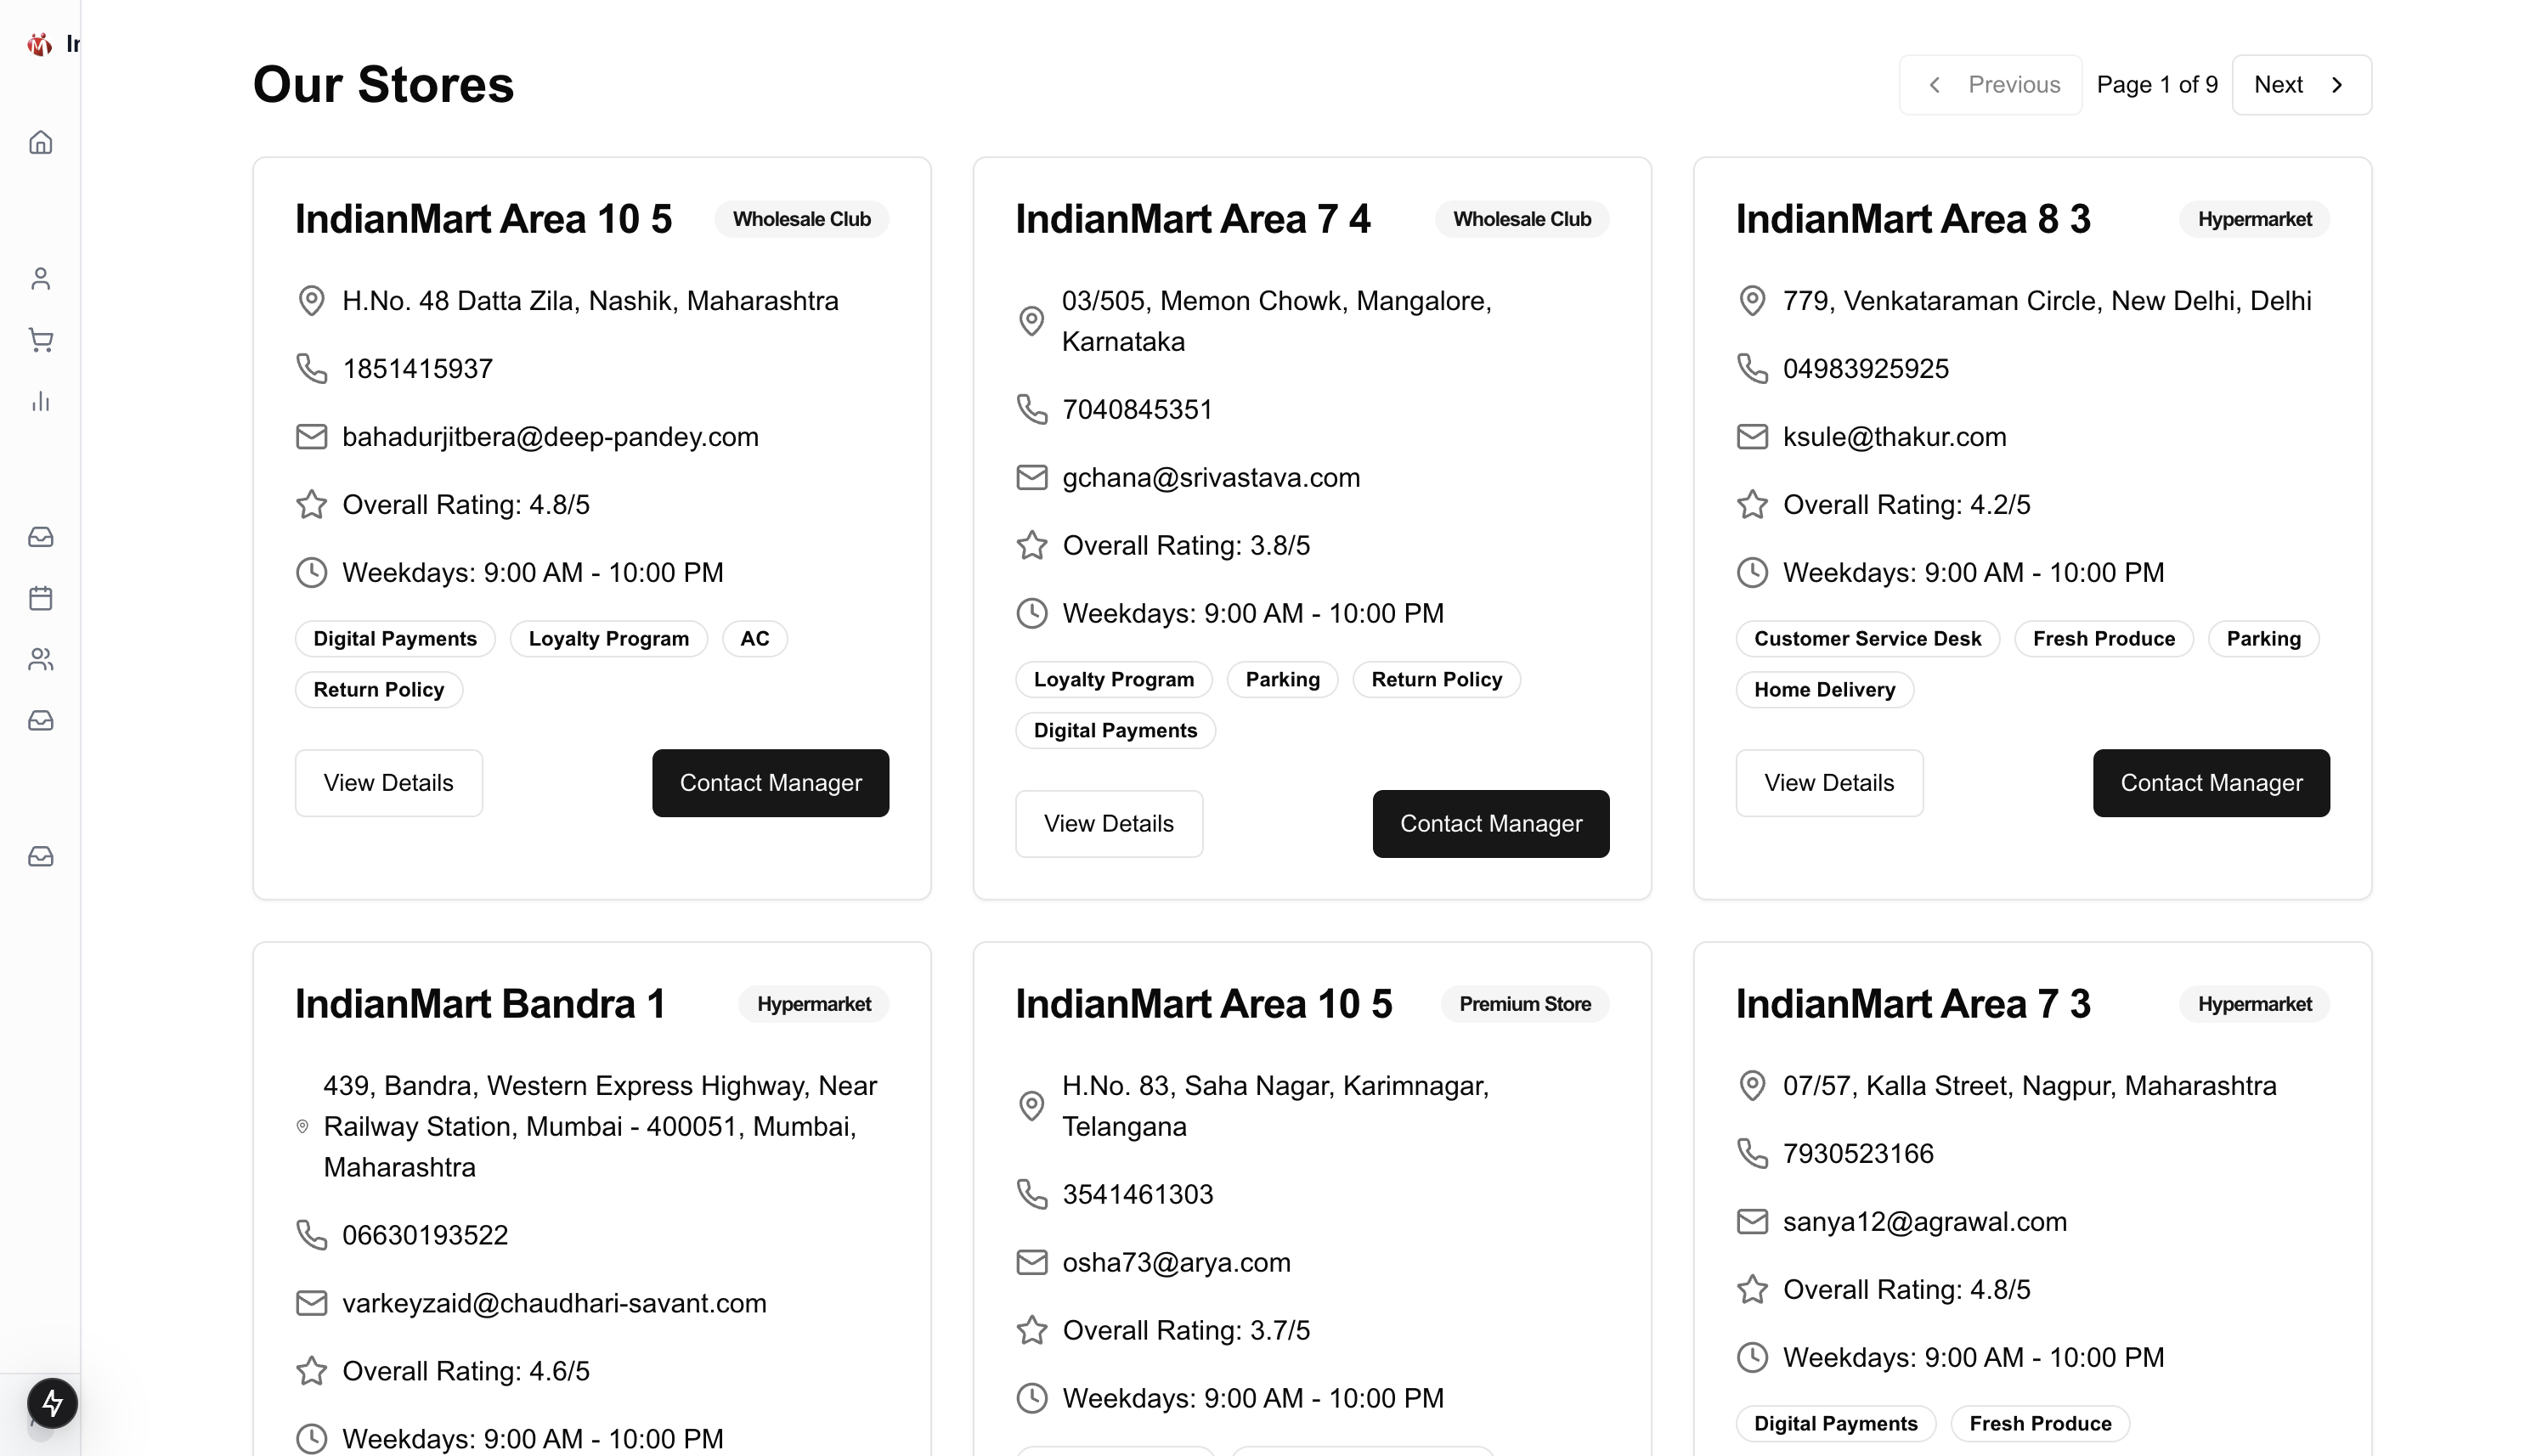 Our Stores
Previous
Page 1 of 9
Next
IndianMart Area 10 5
Wholesale Club
H.No. 48 Datta Zila, Nashik, Maharashtra
1851415937
bahadurjitbera@deep-pandey.com
Overall Rating: 4.8/5
Weekdays: 9:00 AM - 10:00 PM
Digital Payments
Loyalty Program
AC
Return Policy
View Details
Contact Manager
IndianMart Area 7 4
Wholesale Club
03/505, Memon Chowk, Mangalore,
Karnataka
7040845351
gchana@srivastava.com
Overall Rating: 3.8/5
Weekdays: 9:00 AM - 10:00 PM
Loyalty Program
Parking
Return Policy
Digital Payments
View Details
Contact Manager
IndianMart Area 8 3
Hypermarket
779, Venkataraman Circle, New Delhi, Delhi
04983925925
ksule@thakur.com
Overall Rating: 4.2/5
Weekdays: 9:00 AM - 10:00 PM
Customer Service Desk
Fresh Produce
Parking
Home Delivery
View Details
Contact Manager
IndianMart Bandra 1
Hypermarket
439, Bandra, Western Express Highway, Near
Railway Station, Mumbai - 400051, Mumbai,
Maharashtra
06630193522
varkeyzaid@chaudhari-savant.com
Overall Rating: 4.6/5
Weekdays: 9:00 AM - 10:00 PM
IndianMart Area 10 5
Premium Store
H.No. 83, Saha Nagar, Karimnagar,
Telangana
3541461303
osha73@arya.com
Overall Rating: 3.7/5
Weekdays: 9:00 AM - 10:00 PM
IndianMart Area 7 3
Hypermarket
07/57, Kalla Street, Nagpur, Maharashtra
7930523166
sanya12@agrawal.com
Overall Rating: 4.8/5
Weekdays: 9:00 AM - 10:00 PM
Digital Payments
Fresh Produce